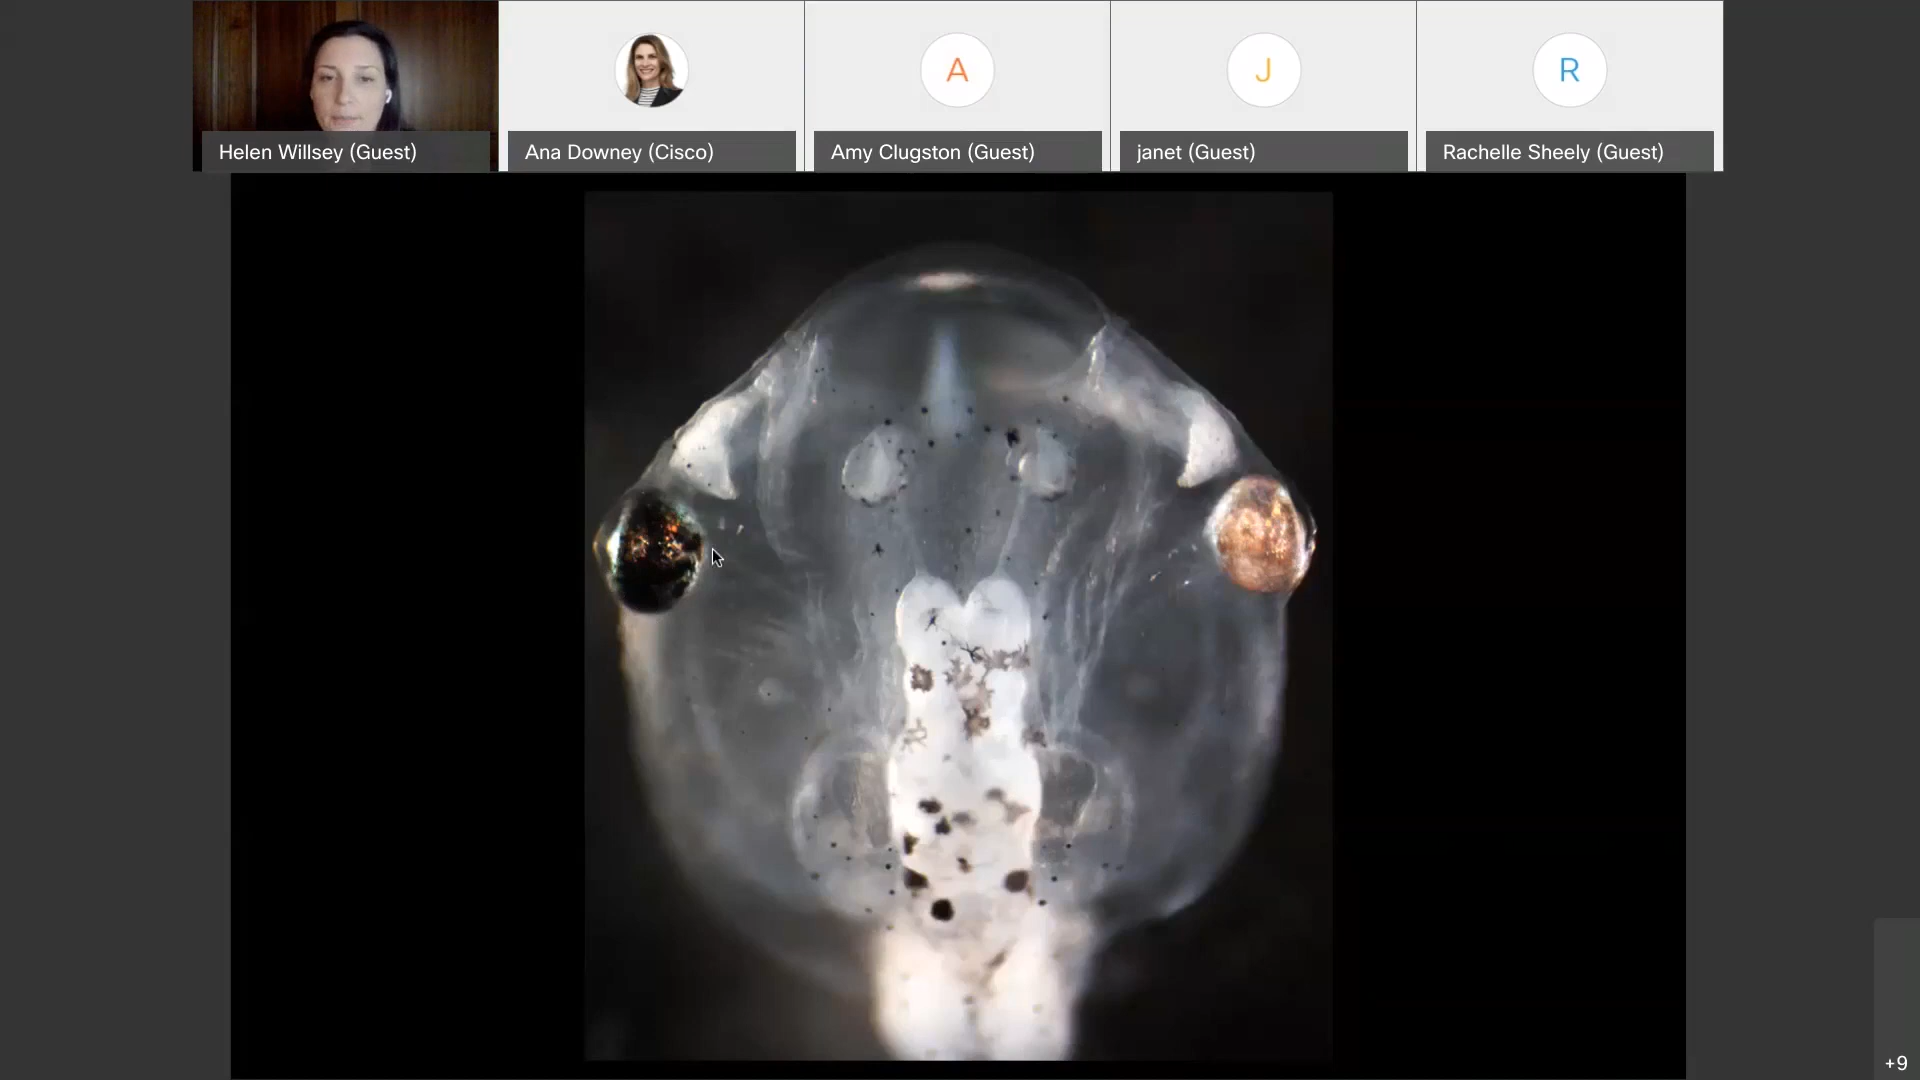 Helen Willsey (Guest)
Ana Downey (Cisco)
A
Amy Clugston (Guest)
J
janet (Guest)
R
Rachelle Sheely (Guest)
+9